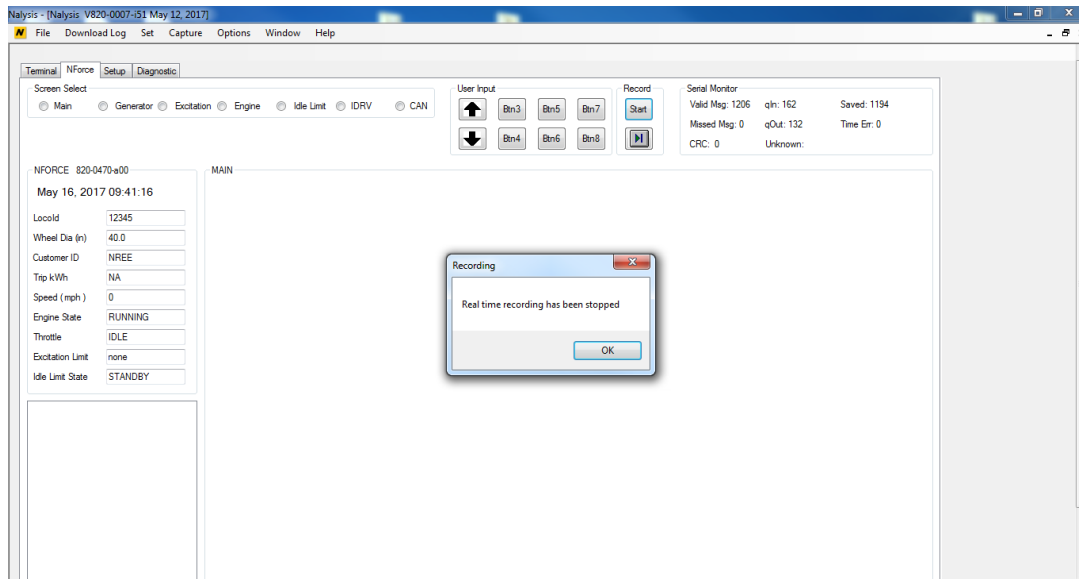 Nalysis - [Nalysis V820-0007-i51 May 12, 2017]
N File Download Log Set Capture Options Window Help
Terminal NForce Setup Diagnostic
Screen Select
Main Generator Excitation Engine Idle Limit IDRV CAN
User Input
Btn3 Btn5 Btn7
Btn4 Btn6 Btn8
Record
Start
Serial Monitor
Valid Msg: 1206 qIn: 162 Saved: 1194
Missed Msg: 0 qOut: 132 Time Err: 0
CRC: 0 Unknown:
NFORCE 820-0470-a00
May 16, 2017 09:41:16
LocoId 12345
Wheel Dia (in) 40.0
Customer ID NREE
Trip kWh NA
Speed ( mph ) 0
Engine State RUNNING
Throttle IDLE
Excitation Limit none
Idle Limit State STANDBY
MAIN
Recording
Real time recording has been stopped
OK